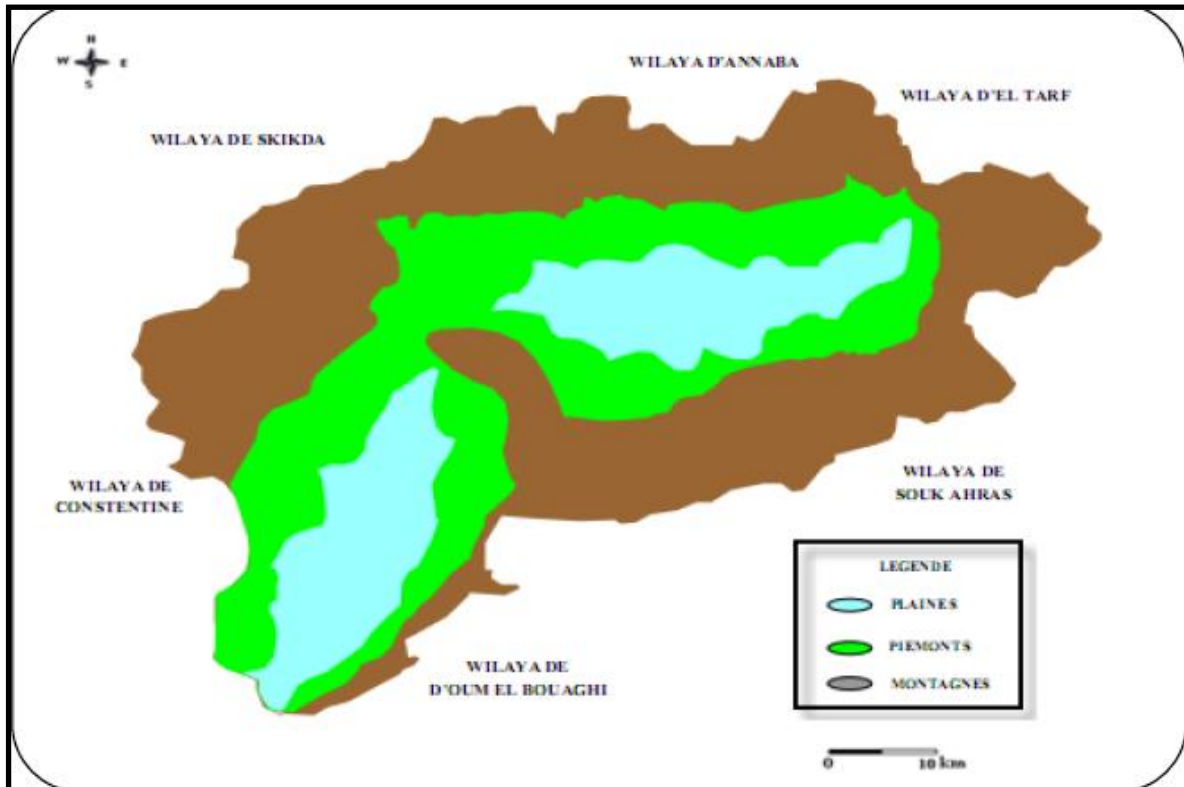 N
W E
S
WILAYA D'ANNABA
WILAYA D'EL TARF
WILAYA DE SKIKDA
WILAYA DE
CONSTENTINE
WILAYA DE
SOUK AHRAS
LEGENDE
PLAINES
PIEMONTS
MONTAGNES
WILAYA DE
D'OUM EL BOUAGHI
0 10 km